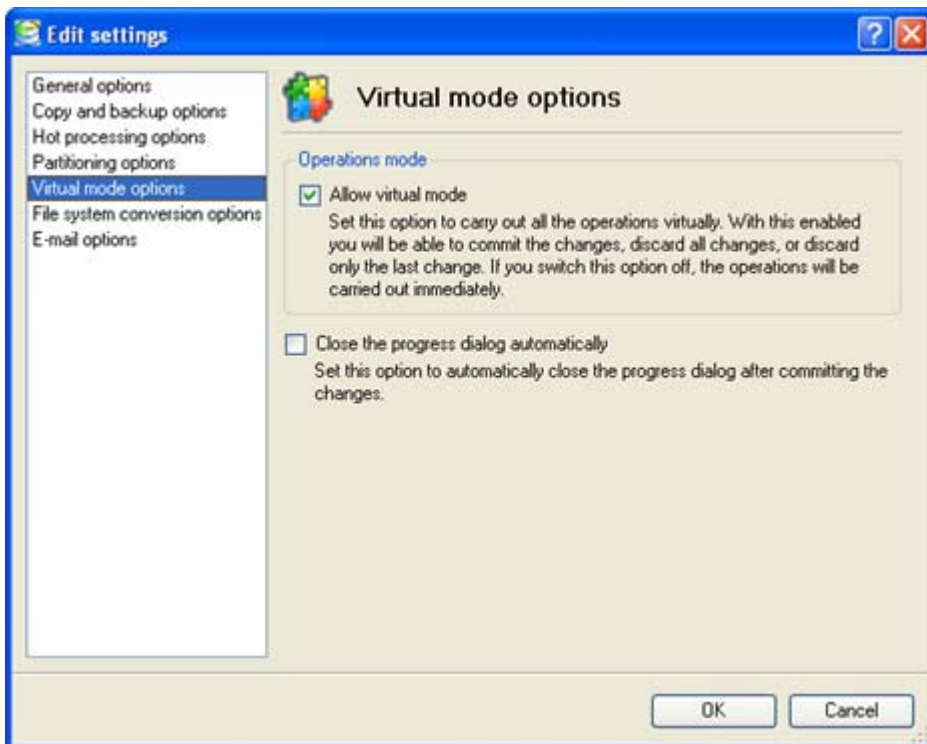 Edit settings
General options
Copy and backup options
Hot processing options
Partitioning options
Virtual mode options
File system conversion options
E-mail options
Virtual mode options
Operations mode
Allow virtual mode
Set this option to carry out all the operations virtually. With this enabled
you will be able to commit the changes, discard all changes, or discard
only the last change. If you switch this option off, the operations will be
carried out immediately.
Close the progress dialog automatically
Set this option to automatically close the progress dialog after committing the
changes.
OK
Cancel